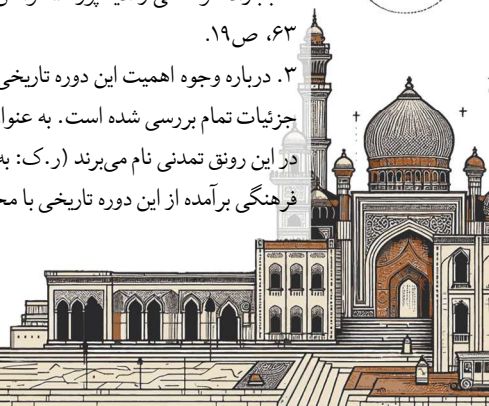 ۶۳، ص۱۹.
۳. درباره وجوه اهمیت این دوره تاریخی
جزئیات تمام بررسی شده است. به عنوا
در این رونق تمدنی نام می‌برند (ر.ک: به
فرهنگی برآمده از این دوره تاریخی با مح